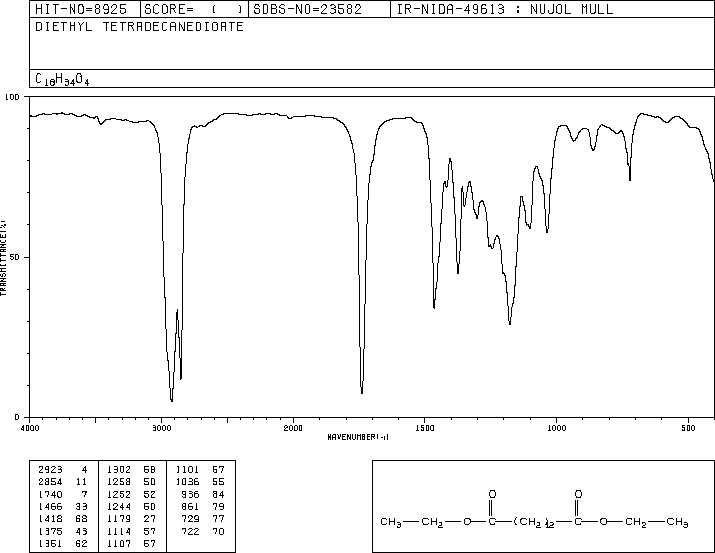 HIT-NO=8925 SCORE= ( ) SDBS-NO=23582 IR-NIDA-49613 : NUJOL MULL
DIETHYL TETRADECANEDIOATE
C18H34O4
100
TRANSMITTANCE(%)
50
0
4000 3000 2000 1500 1000 500
WAVENUMBER(-1)
2923 4 1302 58 1101 67
2854 11 1258 50 1036 55
1740 7 1252 52 936 84
1466 33 1244 50 861 79
1418 68 1179 27 729 77
1375 43 1114 57 722 70
1351 62 1107 57
O O
CH3—CH2—O—C—(CH2)12—C—O—CH2—CH3